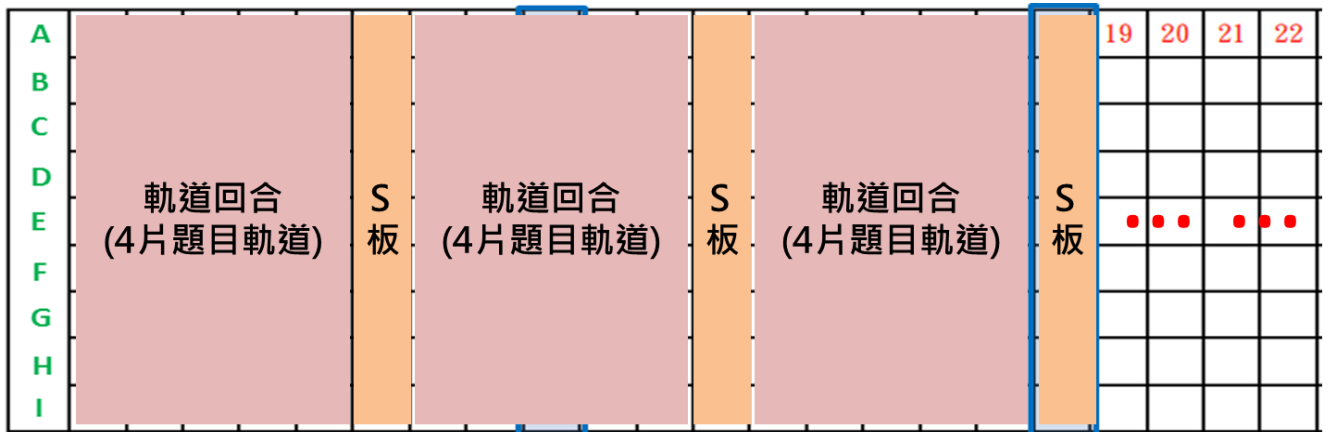 A 19 20 21 22
B
C
D
軌道回合 S 軌道回合 S 軌道回合 S
E
(4片題目軌道) 板 (4片題目軌道) 板 (4片題目軌道) 板
F
G
H
I